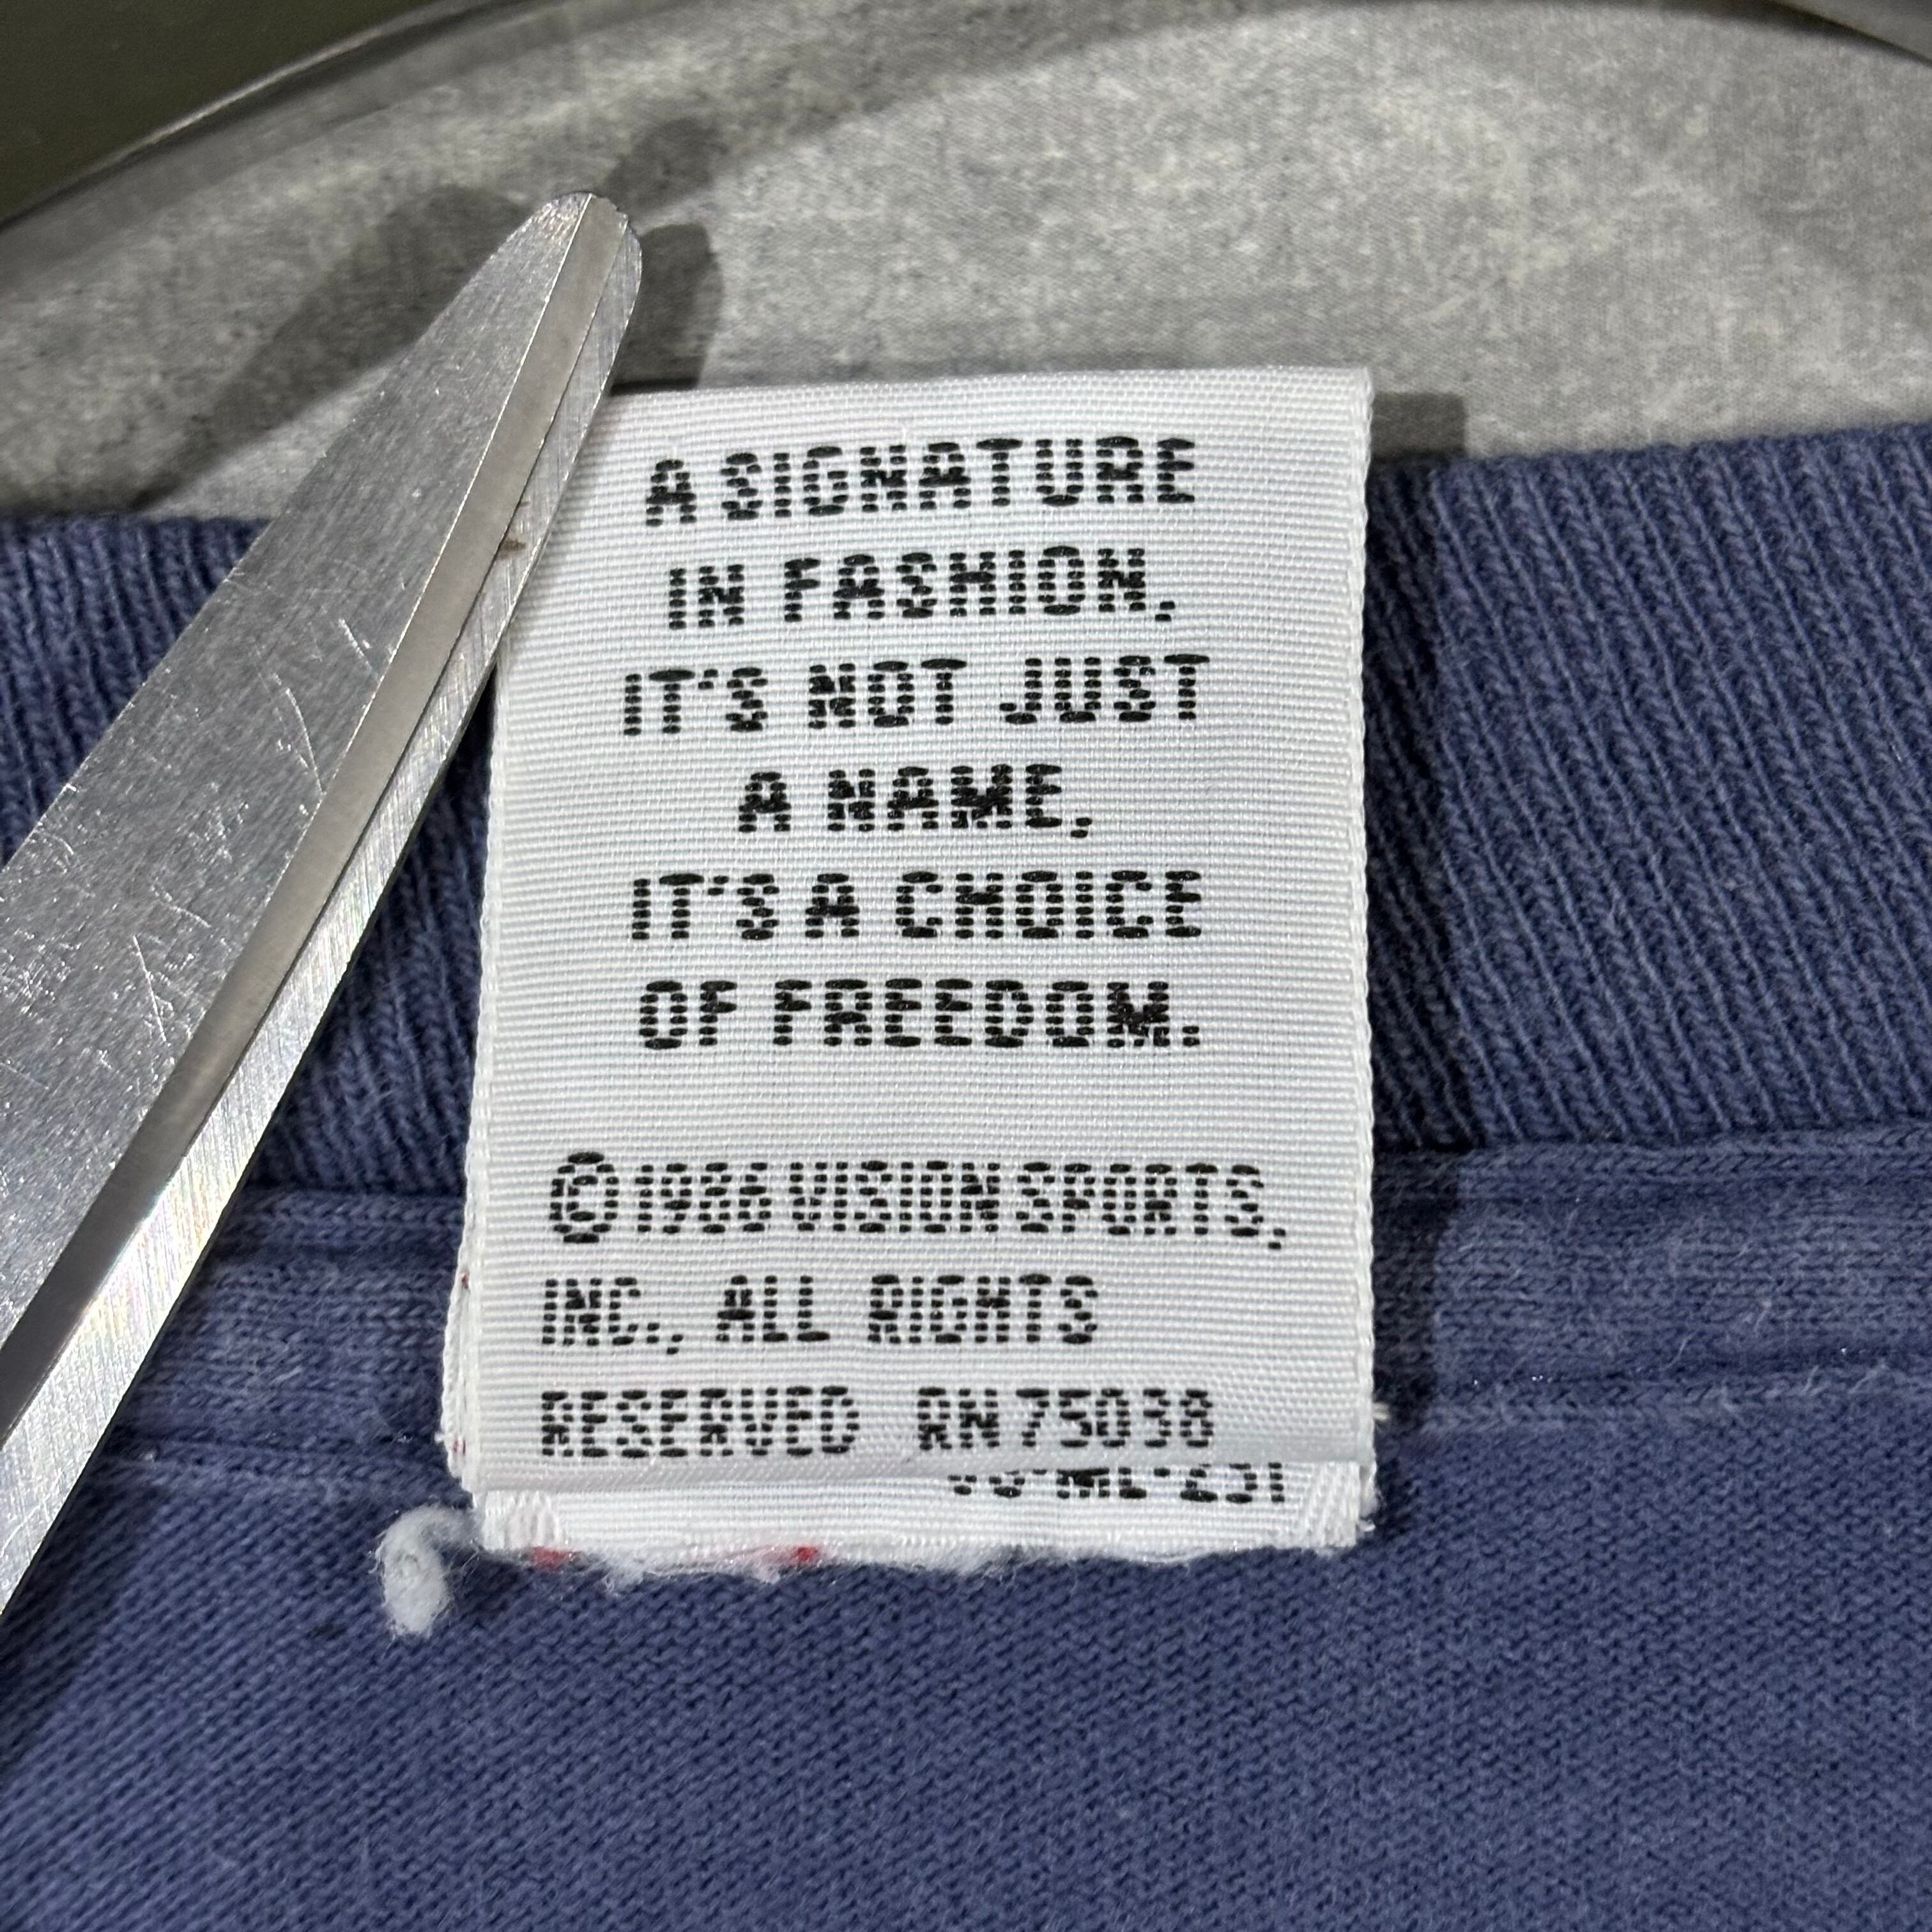 A SIGNATURE
IN FASHION,
IT'S NOT JUST
A NAME,
IT'S A CHOICE
OF FREEDOM.
©1986 VISION SPORTS,
INC., ALL RIGHTS
RESERVED RN 75038